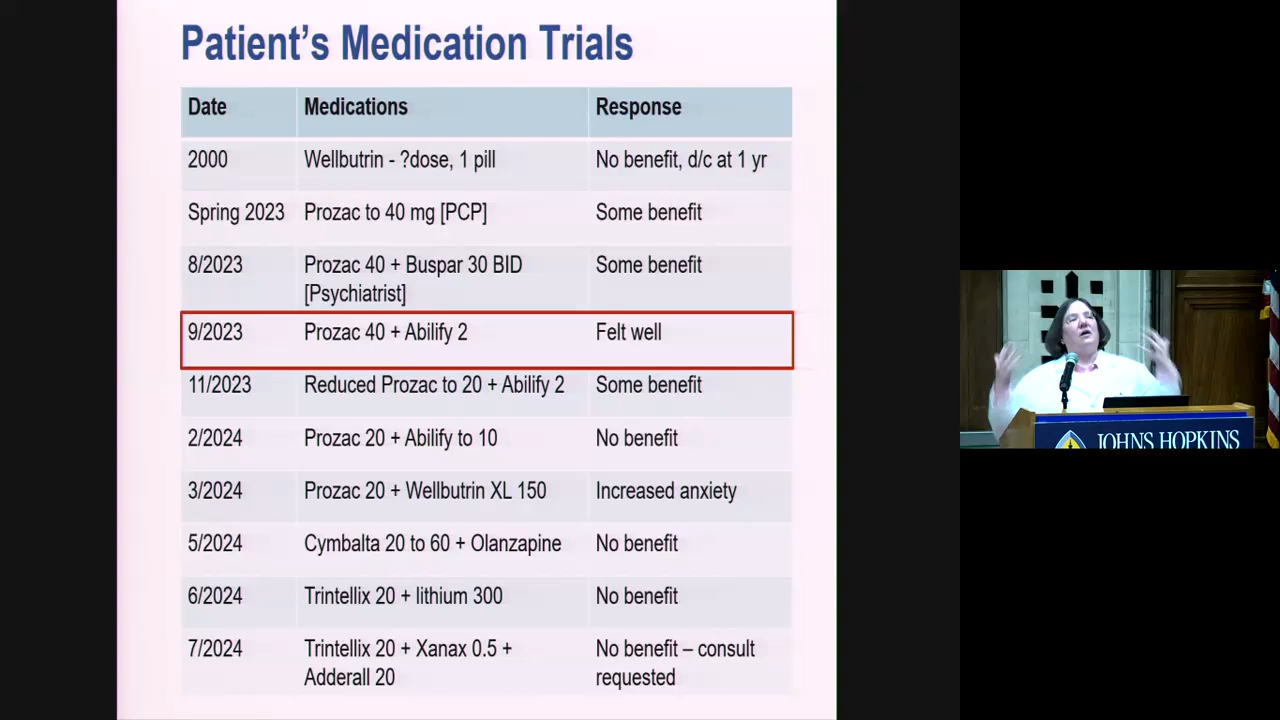 Patient's Medication Trials
Date Medications Response
2000 Wellbutrin - ?dose, 1 pill No benefit, d/c at 1 yr
Spring 2023 Prozac to 40 mg [PCP] Some benefit
8/2023 Prozac 40 + Buspar 30 BID Some benefit
[Psychiatrist]
9/2023 Prozac 40 + Abilify 2 Felt well
11/2023 Reduced Prozac to 20 + Abilify 2 Some benefit
2/2024 Prozac 20 + Abilify to 10 No benefit
3/2024 Prozac 20 + Wellbutrin XL 150 Increased anxiety
5/2024 Cymbalta 20 to 60 + Olanzapine No benefit
6/2024 Trintellix 20 + lithium 300 No benefit
7/2024 Trintellix 20 + Xanax 0.5 + No benefit – consult
Adderall 20 requested
JOHNS HOPKINS